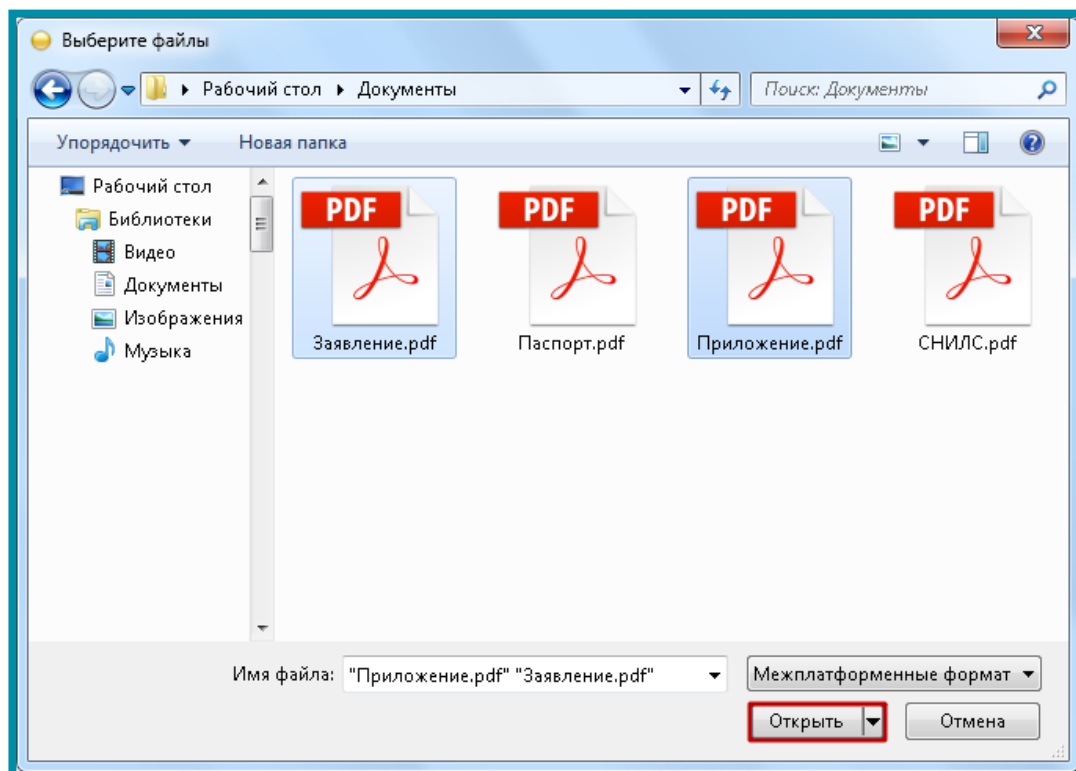 Выберите файлы
Рабочий стол Документы
Поиск: Документы
Упорядочить Новая папка
Рабочий стол
Библиотеки
Видео
Документы
Изображения
Музыка
PDF PDF PDF PDF
Заявление.pdf Паспорт.pdf Приложение.pdf СНИЛС.pdf
Имя файла: "Приложение.pdf" "Заявление.pdf" Межплатформенные формат
Открыть Отмена